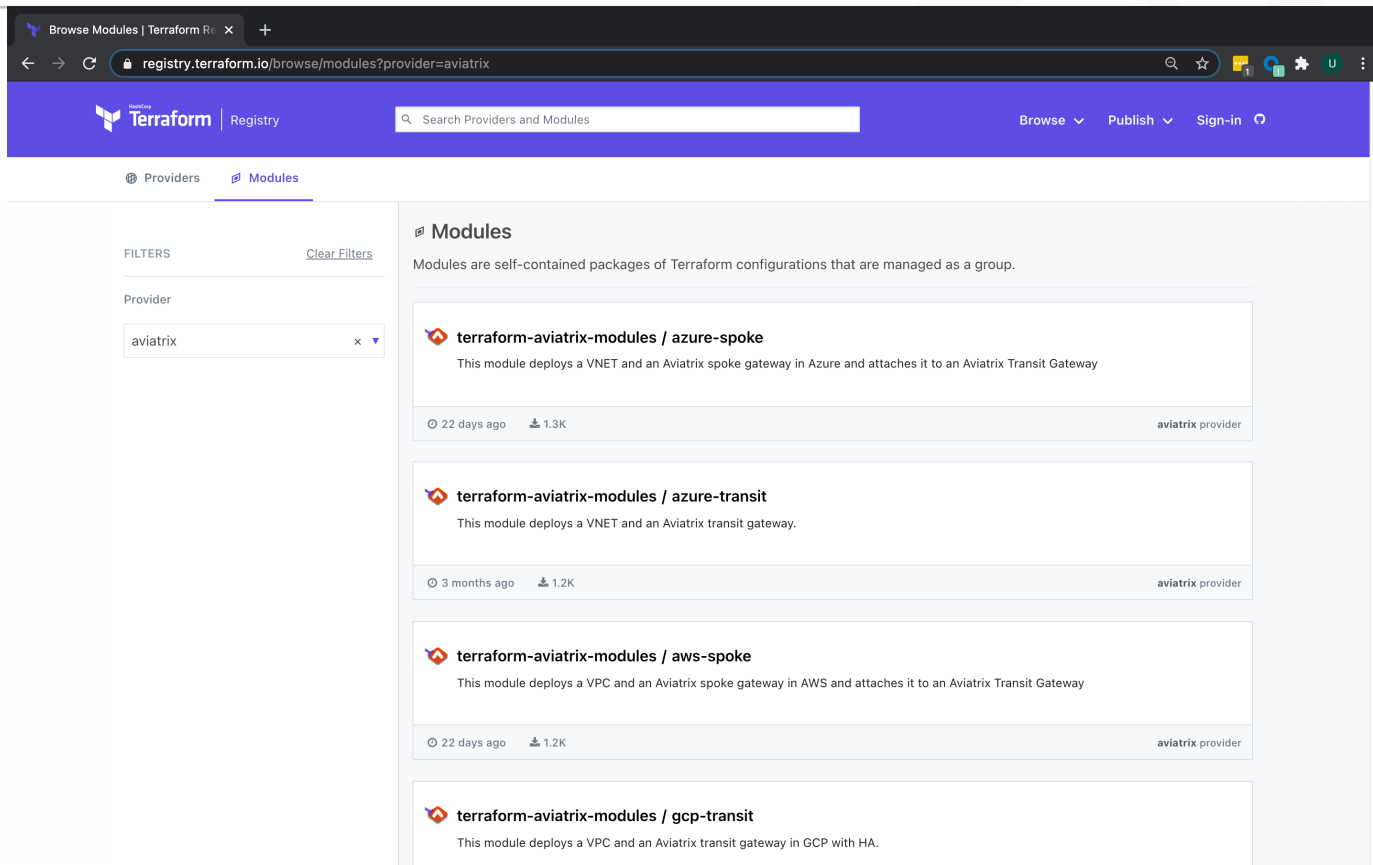 Browse Modules | Terraform Re
registry.terraform.io/browse/modules?provider=aviatrix
1
1
U
HashiCorp
Terraform | Registry
Search Providers and Modules
Browse
Publish
Sign-in
Providers
Modules
FILTERS
Clear Filters
Provider
aviatrix
Modules
Modules are self-contained packages of Terraform configurations that are managed as a group.
terraform-aviatrix-modules / azure-spoke
This module deploys a VNET and an Aviatrix spoke gateway in Azure and attaches it to an Aviatrix Transit Gateway
22 days ago 1.3K aviatrix provider
terraform-aviatrix-modules / azure-transit
This module deploys a VNET and an Aviatrix transit gateway.
3 months ago 1.2K aviatrix provider
terraform-aviatrix-modules / aws-spoke
This module deploys a VPC and an Aviatrix spoke gateway in AWS and attaches it to an Aviatrix Transit Gateway
22 days ago 1.2K aviatrix provider
terraform-aviatrix-modules / gcp-transit
This module deploys a VPC and an Aviatrix transit gateway in GCP with HA.